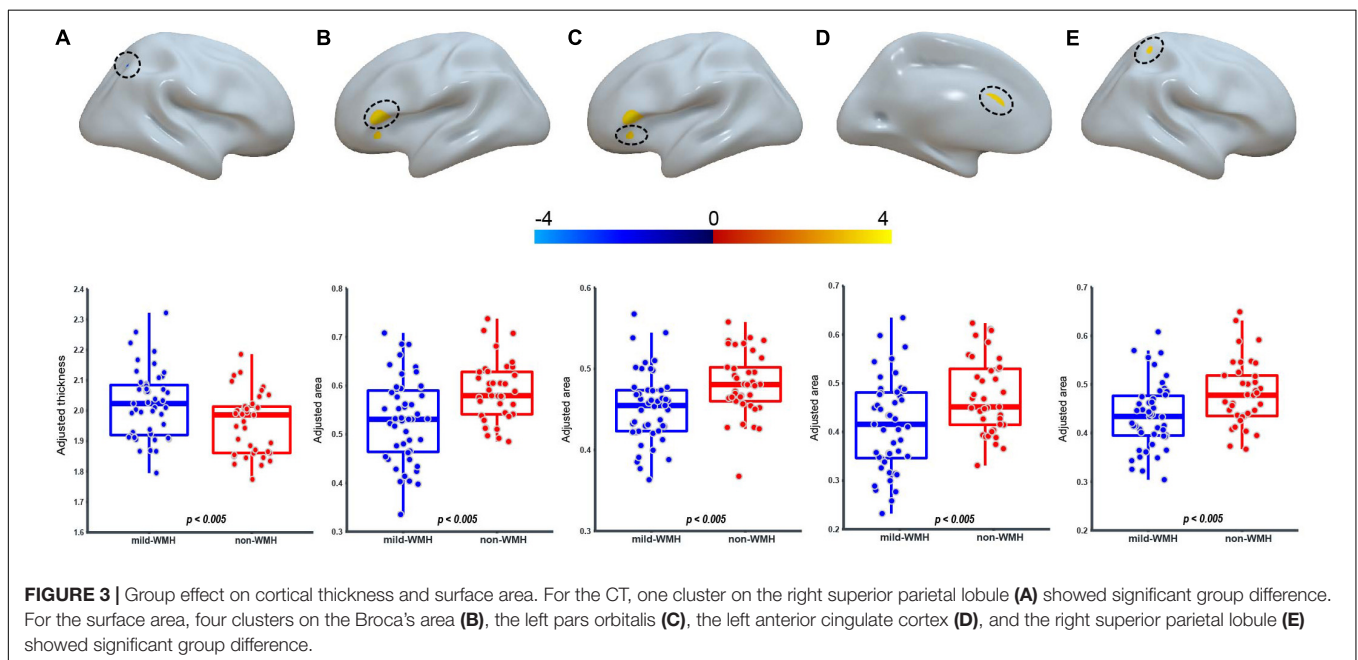 A B C D E
-4 0 4
Adjusted thickness
2.4
2.3
2.2
2.1
2.0
1.9
1.8
1.7
1.6
p < 0.005
mild-WMH non-WMH
Adjusted area
0.8
0.7
0.6
0.5
0.4
0.3
p < 0.005
mild-WMH non-WMH
Adjusted area
0.6
0.5
0.4
0.3
p < 0.005
mild-WMH non-WMH
Adjusted area
0.7
0.6
0.5
0.4
0.3
0.2
p < 0.005
mild-WMH non-WMH
Adjusted area
0.7
0.6
0.5
0.4
0.3
0.2
p < 0.005
mild-WMH non-WMH
FIGURE 3 | Group effect on cortical thickness and surface area. For the CT, one cluster on the right superior parietal lobule (A) showed significant group difference.
For the surface area, four clusters on the Broca's area (B), the left pars orbitalis (C), the left anterior cingulate cortex (D), and the right superior parietal lobule (E)
showed significant group difference.